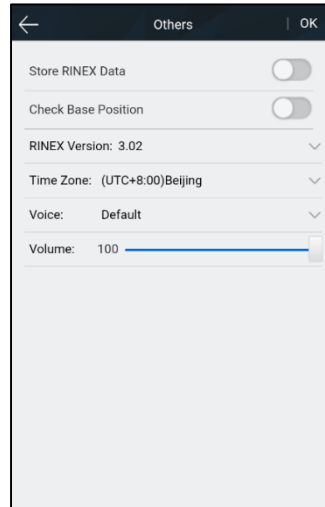 Others | OK
Store RINEX Data
Check Base Position
RINEX Version: 3.02
Time Zone: (UTC+8:00)Beijing
Voice: Default
Volume: 100